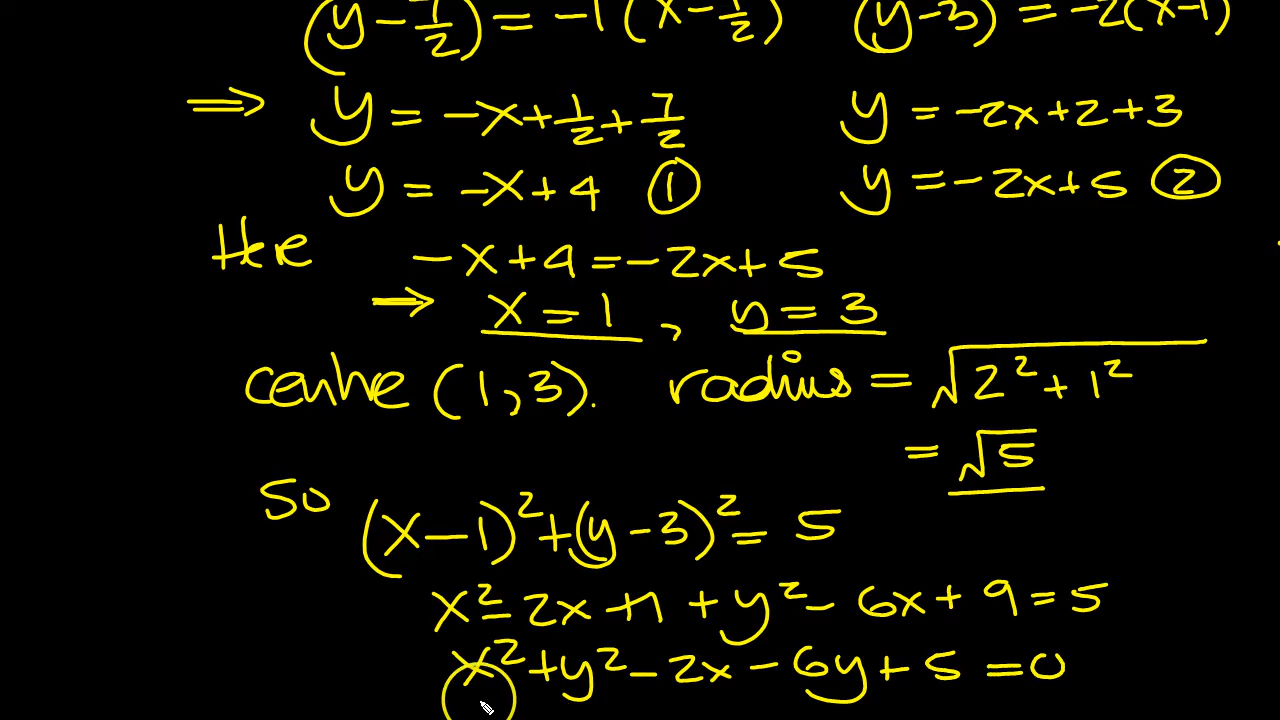 (y - 7/2) = -1(x - 1/2) (y-3) = -2(x-1)
⇒ y = -x + 1/2 + 7/2 y = -2x+2+3
y = -x+4 ① y = -2x+5 ②
Here -x+4 = -2x+5
⇒ x = 1, y = 3
centre (1,3). radius = √(2² + 1²)
= √5
So (x-1)² + (y-3)² = 5
x² - 2x + 1 + y² - 6x + 9 = 5
x² + y² - 2x - 6y + 5 = 0